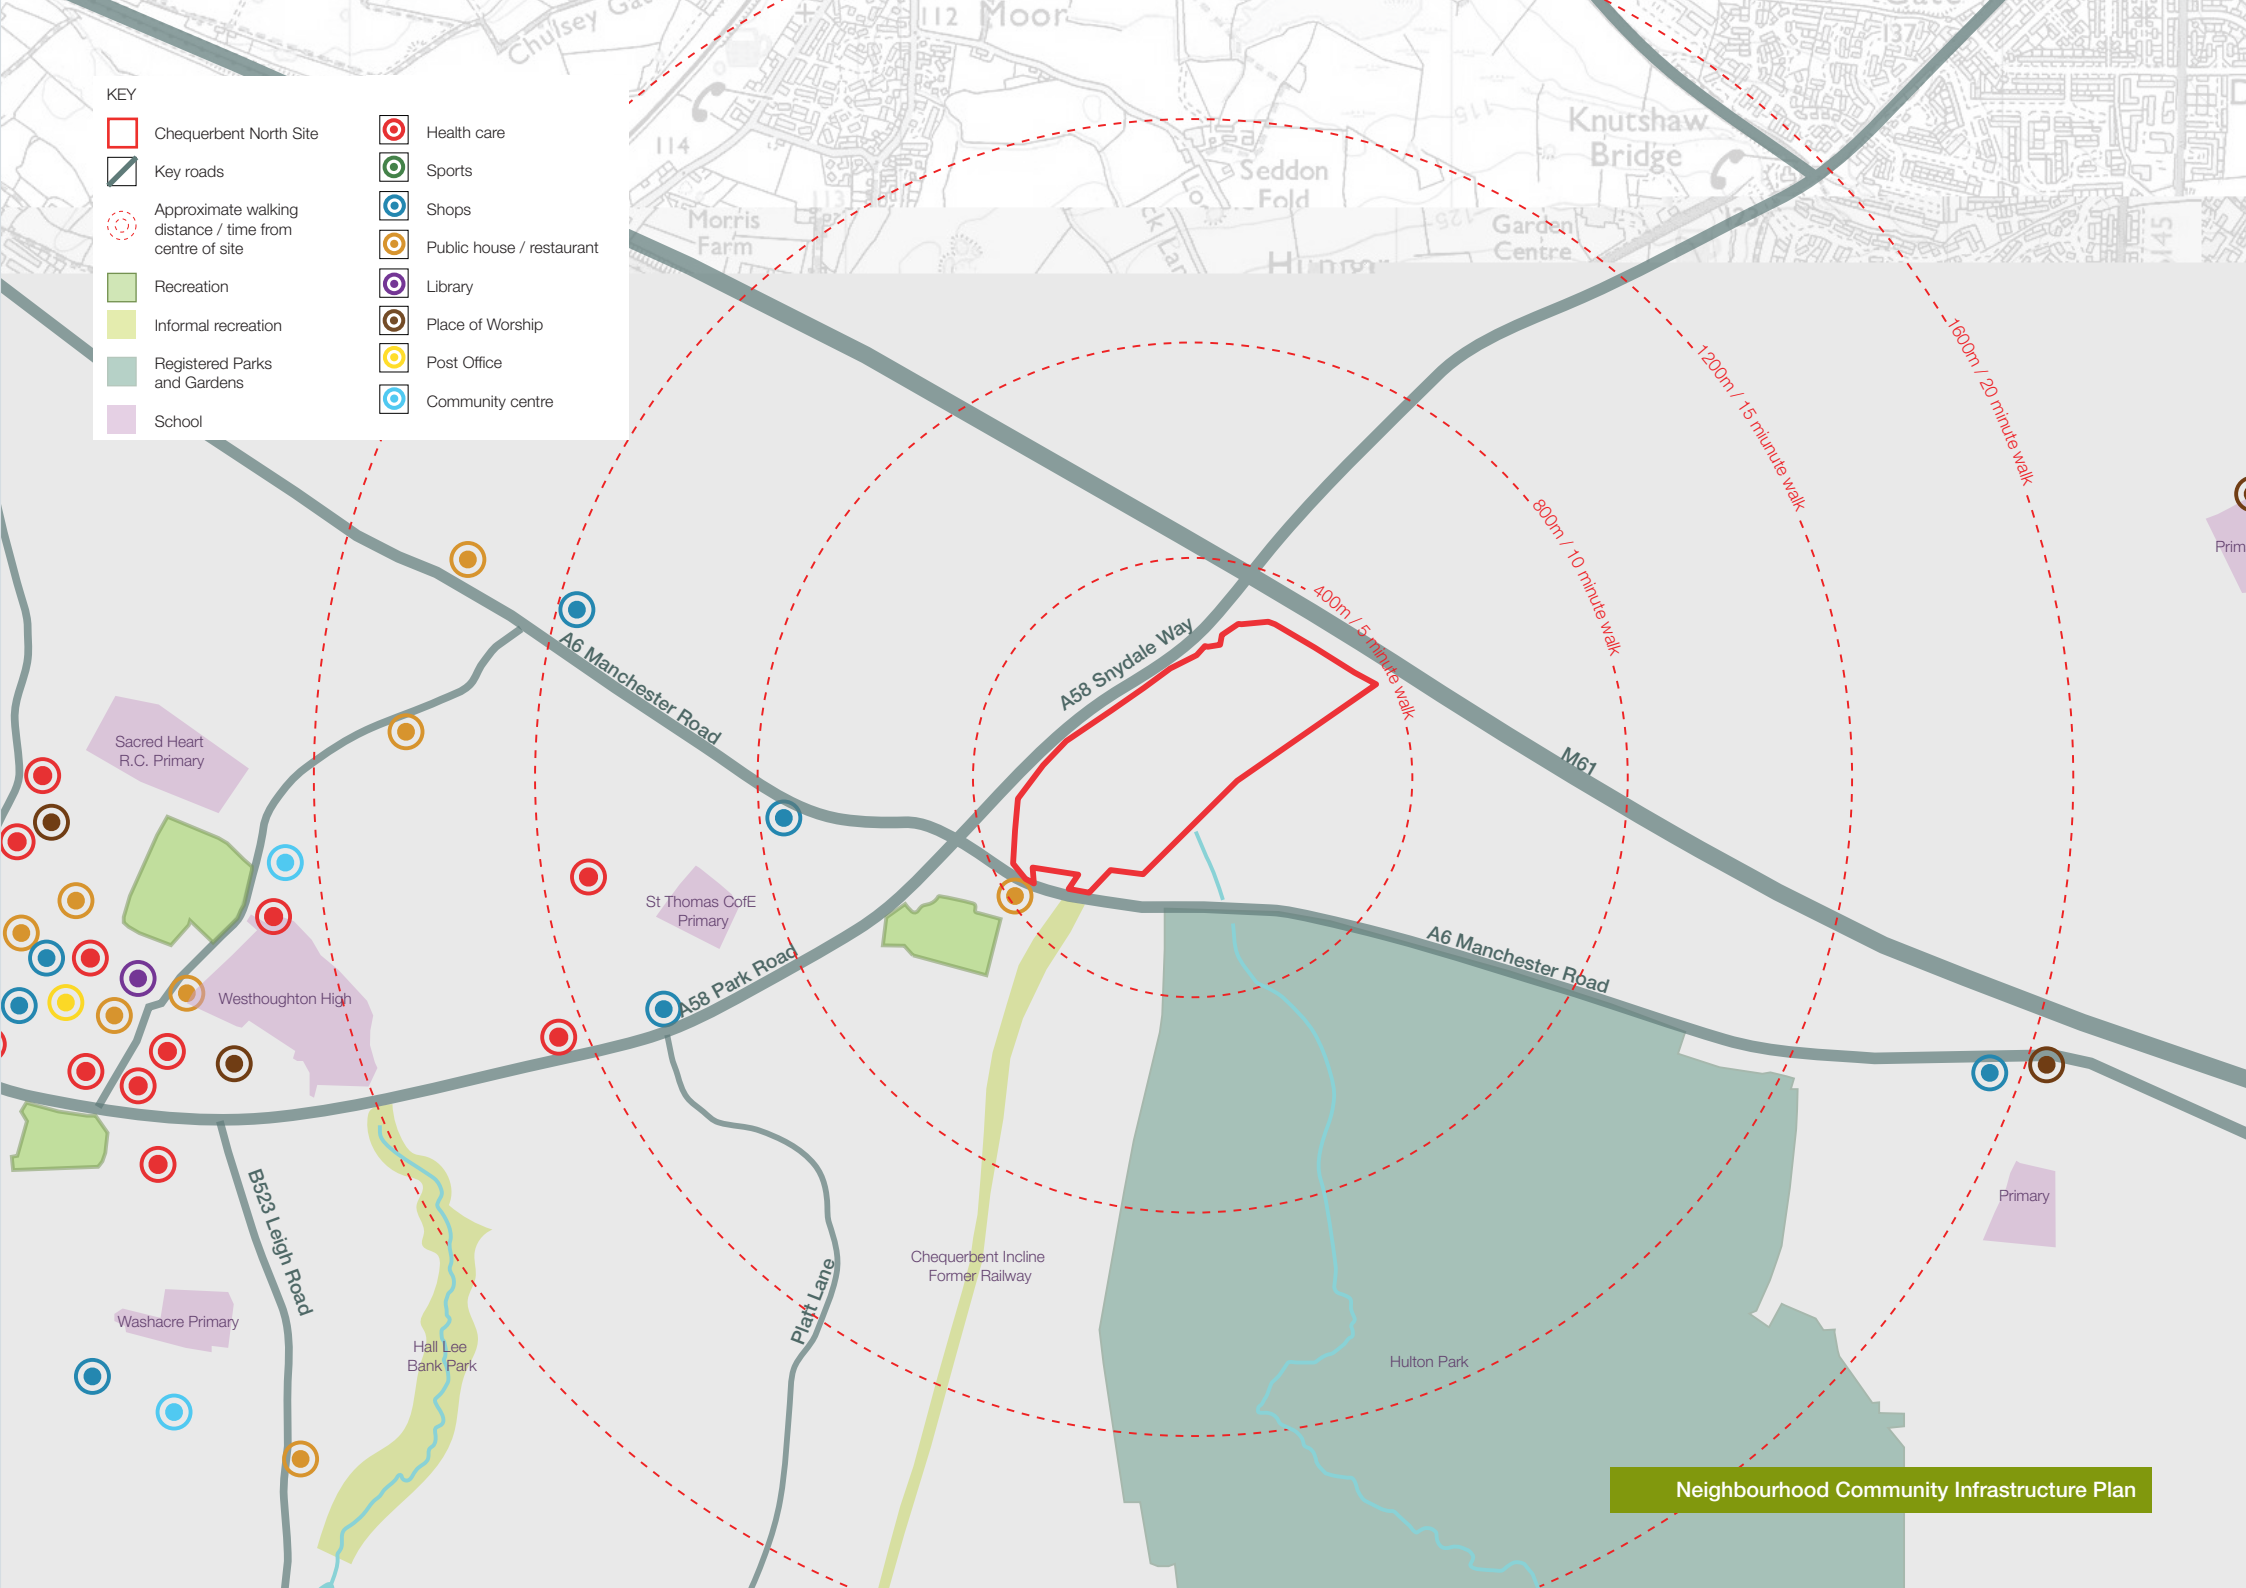 KEY
Chequerbent North Site
Key roads
Approximate walking
distance / time from
centre of site
Recreation
Informal recreation
Registered Parks
and Gardens
School
Health care
Sports
Shops
Public house / restaurant
Library
Place of Worship
Post Office
Community centre
112 Moor
137
114
113
115
Knutshaw
Bridge
Seddon
Fold
Morris
Farm
125
Garden
Centre
145
1600m / 20 minute walk
1200m / 15 miunute walk
800m / 10 minute walk
400m / 5 minute walk
A58 Snydale Way
A6 Manchester Road
M61
Sacred Heart
R.C. Primary
St Thomas CofE
Primary
A58 Park Road
A6 Manchester Road
Westhoughton High
Prim
Primary
B523 Leigh Road
Platt Lane
Chequerbent Incline
Former Railway
Washacre Primary
Hall Lee
Bank Park
Hulton Park
Neighbourhood Community Infrastructure Plan